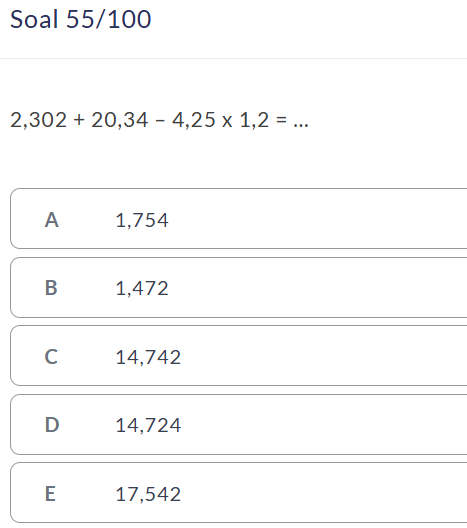 Soal 55/100
2,302 + 20,34 – 4,25 x 1,2 = ...
A 1,754
B 1,472
C 14,742
D 14,724
E 17,542